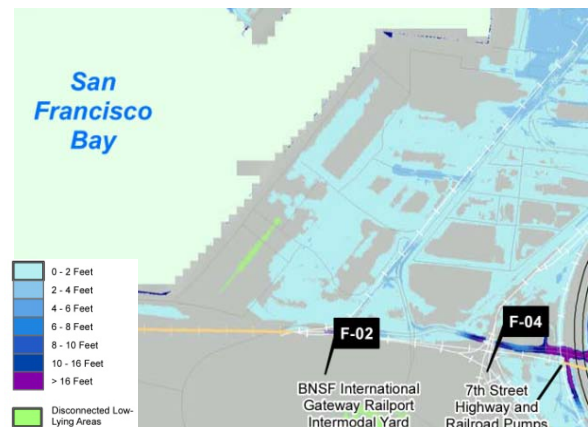 San
Francisco
Bay
0 - 2 Feet
2 - 4 Feet
4 - 6 Feet
6 - 8 Feet
8 - 10 Feet
10 - 16 Feet
> 16 Feet
Disconnected Low-
Lying Areas
F-02
BNSF International
Gateway Railport
Intermodal Yard
F-04
7th Street
Highway and
Railroad Pumps